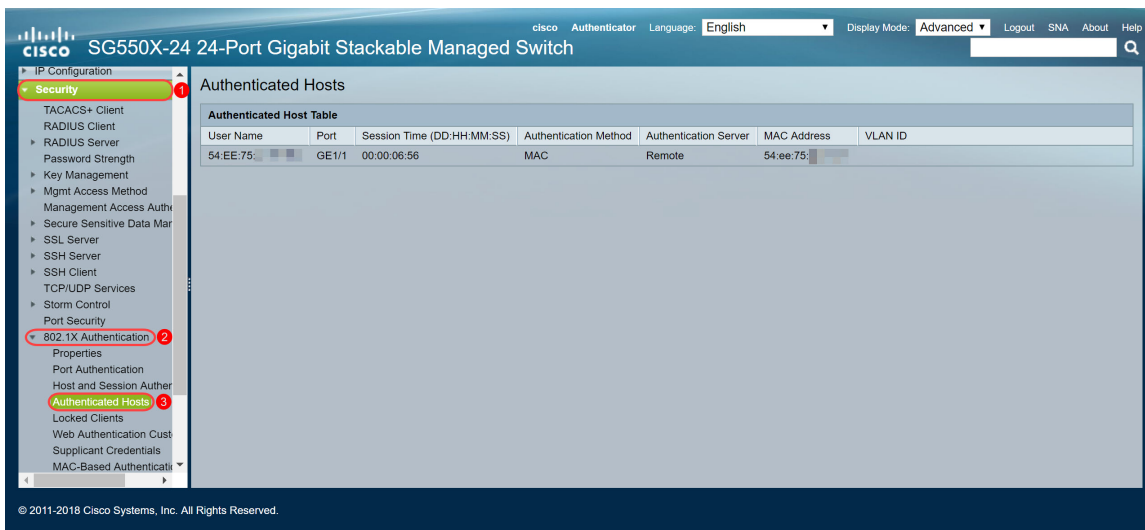 cisco Authenticator Language: English Display Mode: Advanced Logout SNA About Help
CISCO SG550X-24 24-Port Gigabit Stackable Managed Switch
IP Configuration
Security 1
TACACS+ Client
RADIUS Client
RADIUS Server
Password Strength
Key Management
Mgmt Access Method
Management Access Authe
Secure Sensitive Data Mar
SSL Server
SSH Server
SSH Client
TCP/UDP Services
Storm Control
Port Security
802.1X Authentication 2
Properties
Port Authentication
Host and Session Auther
Authenticated Hosts 3
Locked Clients
Web Authentication Cust
Supplicant Credentials
MAC-Based Authenticati
Authenticated Hosts
Authenticated Host Table
User Name Port Session Time (DD:HH:MM:SS) Authentication Method Authentication Server MAC Address VLAN ID
54:EE:75: GE1/1 00:00:06:56 MAC Remote 54:ee:75:
© 2011-2018 Cisco Systems, Inc. All Rights Reserved.